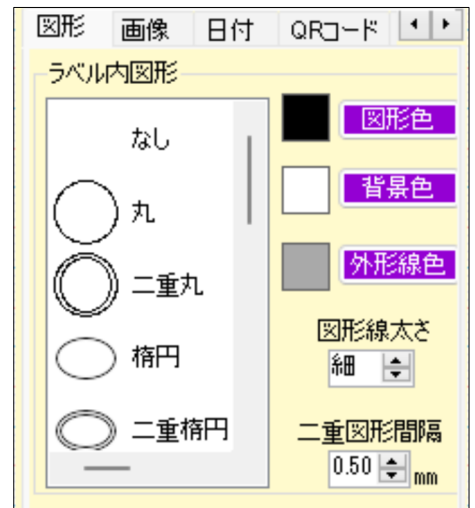 図形 画像 日付 QRコード
ラベル内図形
なし
丸
二重丸
楕円
二重楕円
図形色
背景色
外形線色
図形線太さ
細
二重図形間隔
0.50 mm